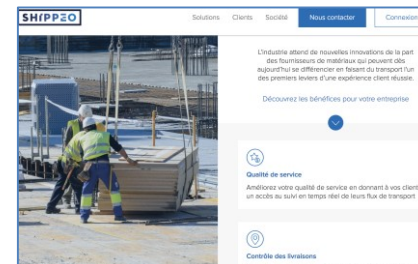 SHIPPEO
Solutions Clients Société Nous contacter Connexion
L'industrie attend de nouvelles innovations de la part
des fournisseurs de matériaux qui peuvent dès
aujourd'hui se différencier en faisant du transport l'un
des premiers leviers d'une expérience client réussie.
Découvrez les bénéfices pour votre entreprise
Qualité de service
Améliorez votre qualité de service en donnant à vos client
un accès au suivi en temps réel de leurs flux de transport
Contrôle des livraisons